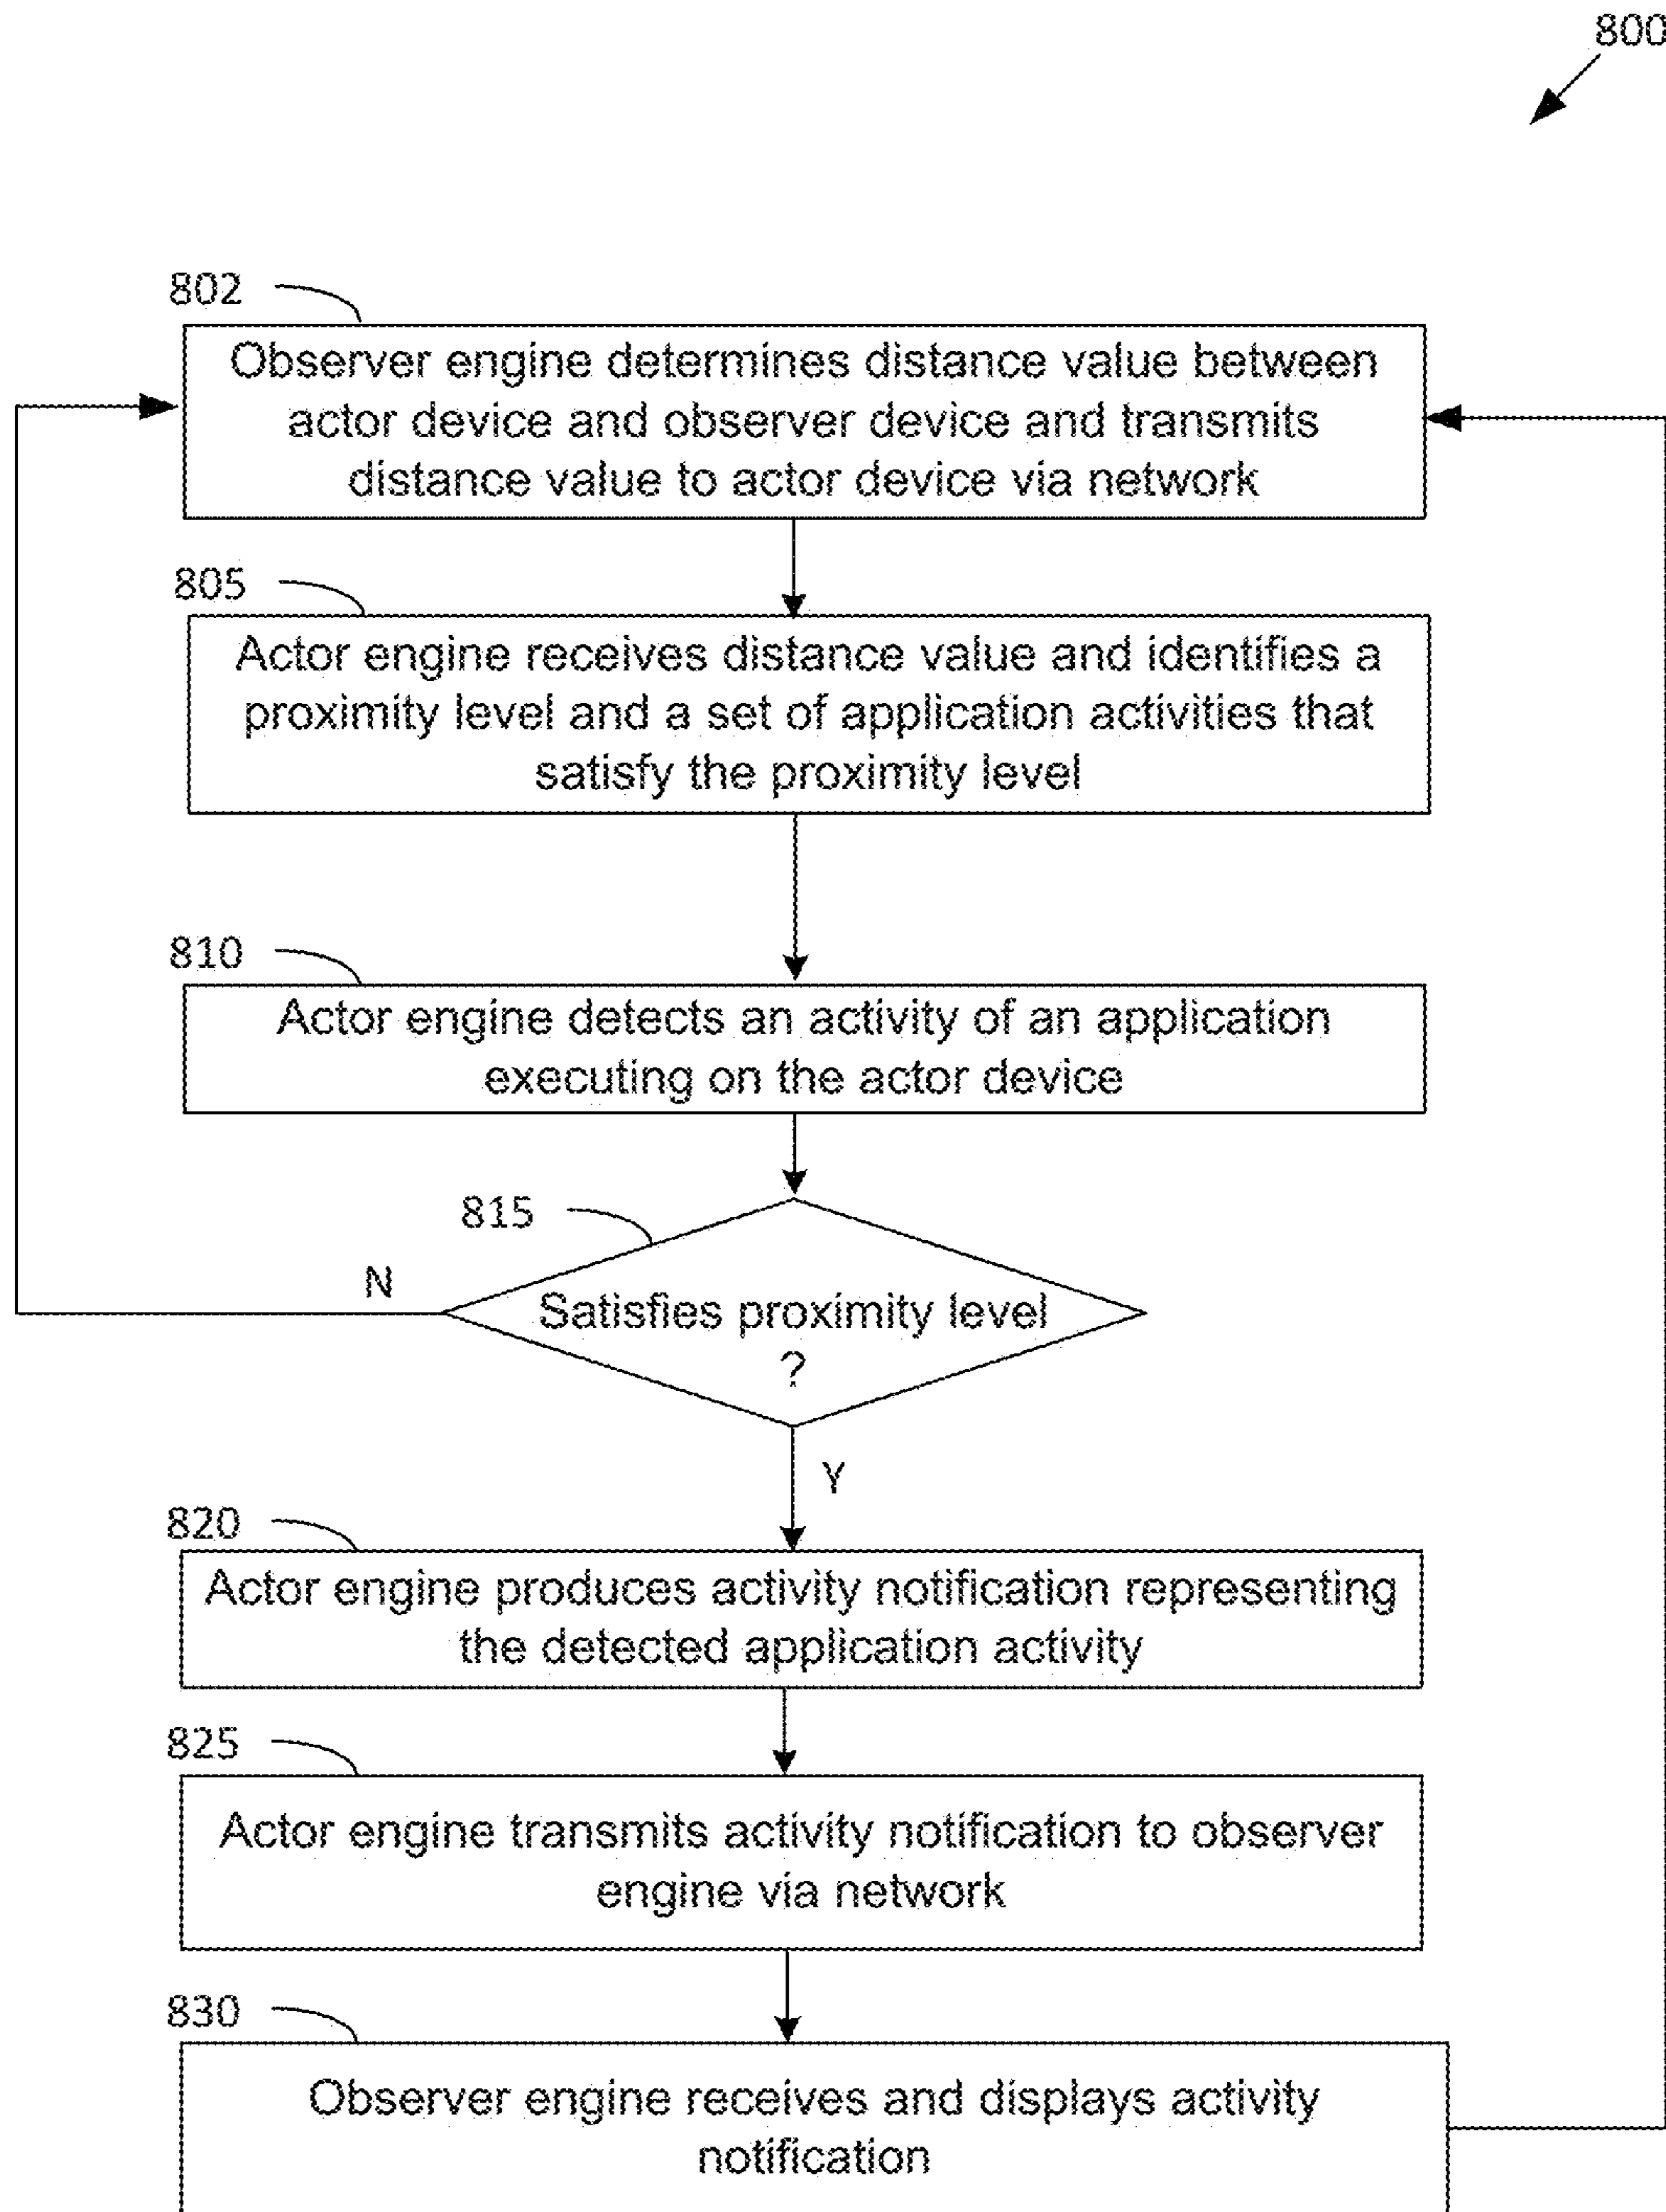 800
802
Observer engine determines distance value between
actor device and observer device and transmits
distance value to actor device via network
805
Actor engine receives distance value and identifies a
proximity level and a set of application activities that
satisfy the proximity level
810
Actor engine detects an activity of an application
executing on the actor device
815
N
Satisfies proximity level
?
Y
820
Actor engine produces activity notification representing
the detected application activity
825
Actor engine transmits activity notification to observer
engine via network
830
Observer engine receives and displays activity
notification